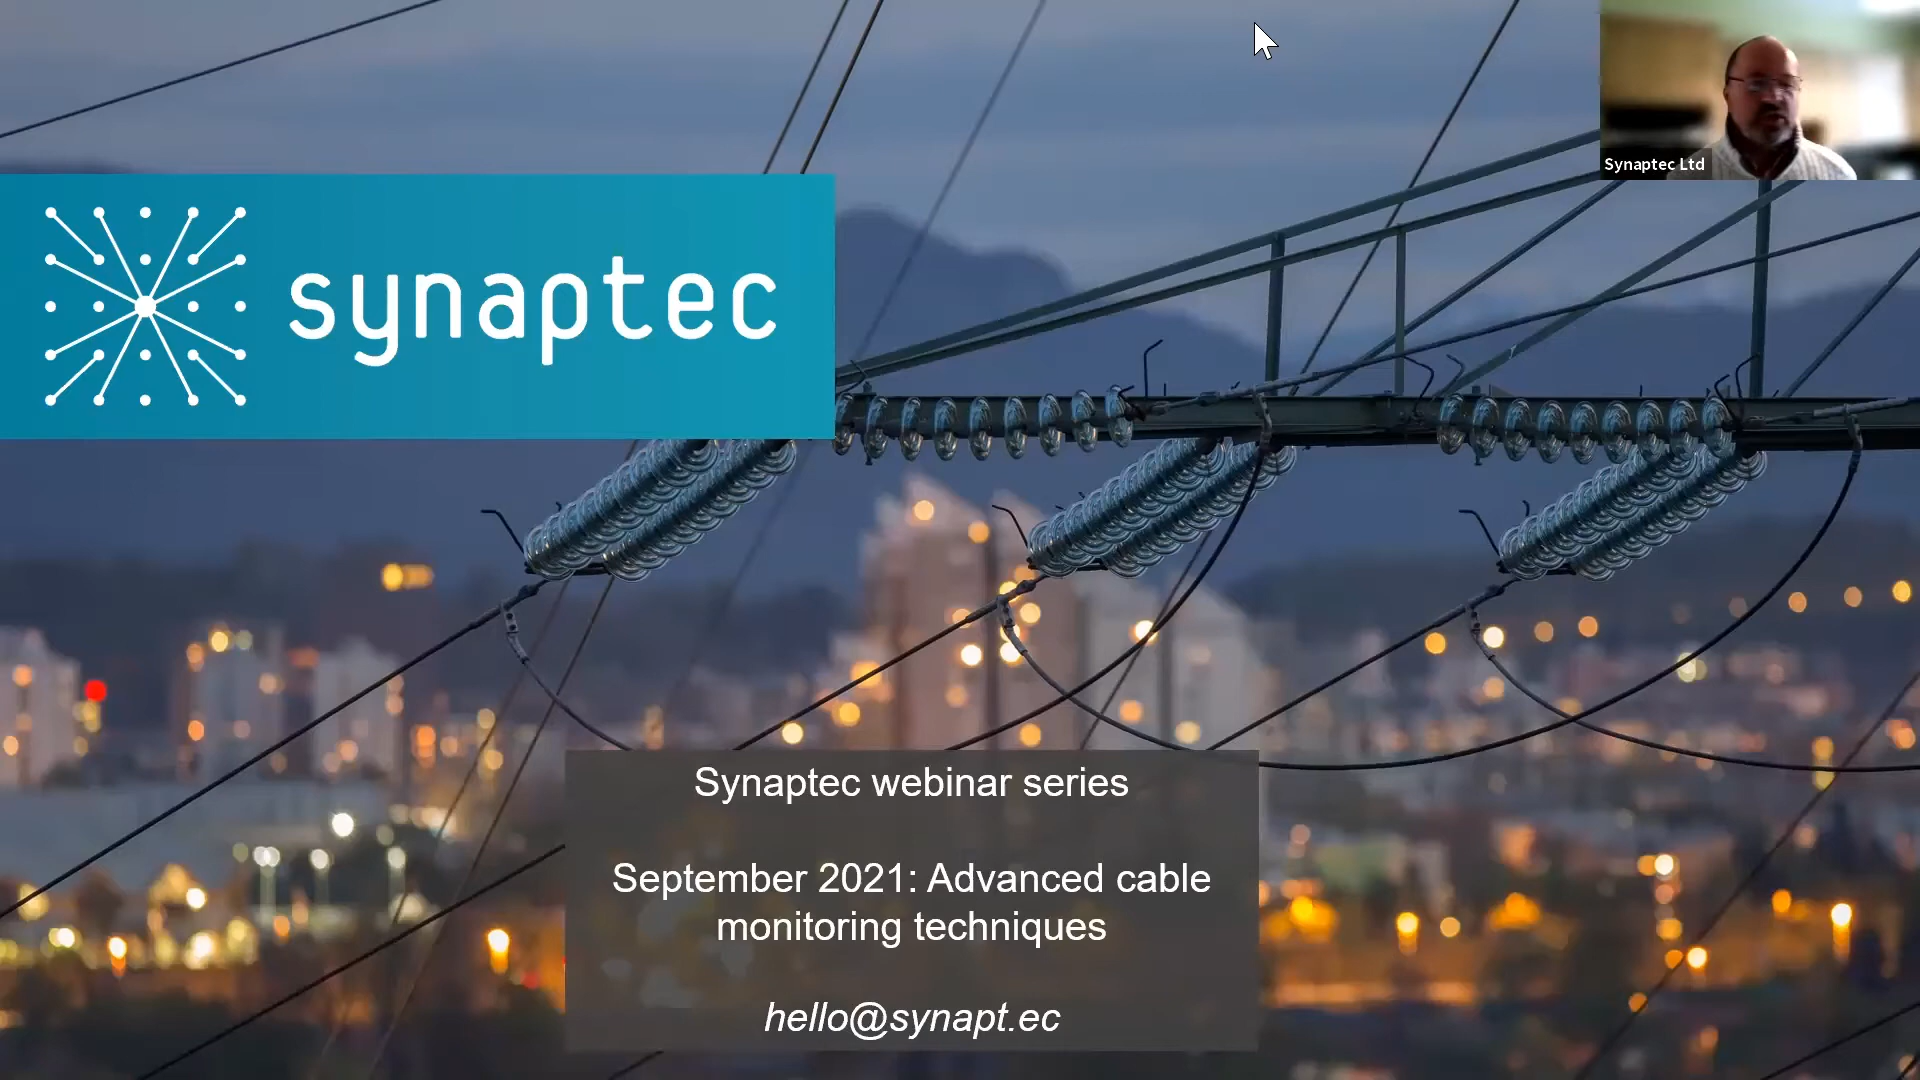 Synaptec Ltd
synaptec
Synaptec webinar series
September 2021: Advanced cable
monitoring techniques
hello@synapt.ec